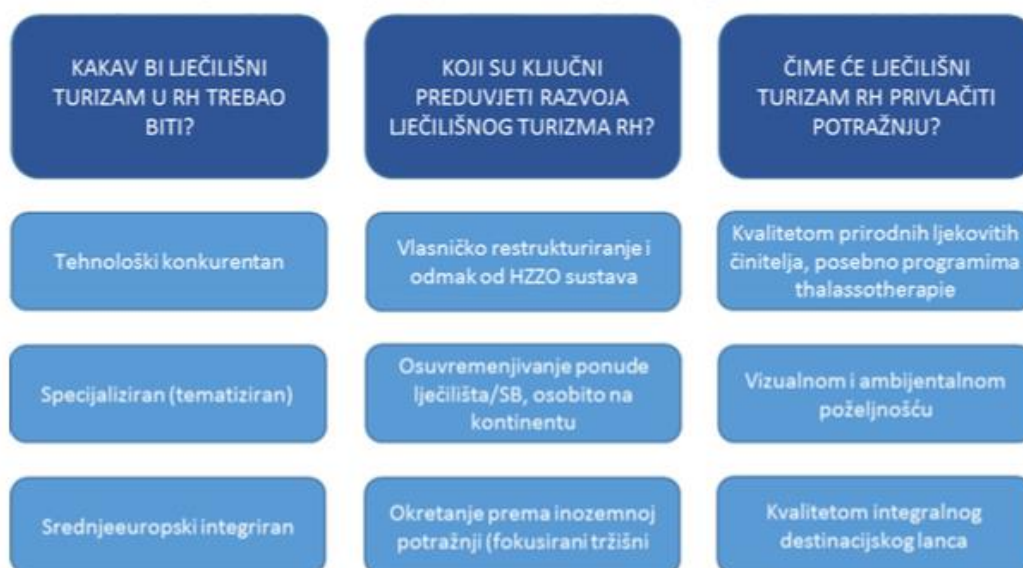 KAKAV BI LJEČILIŠNI
TURIZAM U RH TREBAO
BITI?
KOJI SU KLJUČNI
PREDUVJETI RAZVOJA
LJEČILIŠNOG TURIZMA RH?
ČIME ĆE LJEČILIŠNI
TURIZAM RH PRIVLAČITI
POTRAŽNJU?
Tehnološki konkurentan
Vlasničko restrukturiranje i
odmak od HZZO sustava
Kvalitetom prirodnih ljekovitih
činitelja, posebno programima
thalassotherapie
Specijaliziran (tematiziran)
Osuvremenjivanje ponude
lječilišta/SB, osobito na
kontinentu
Vizualnom i ambijentalnom
poželjnošću
Srednjeeuropski integriran
Okretanje prema inozemnoj
potražnji (fokusirani tržišni
Kvalitetom integralnog
destinacijskog lanca